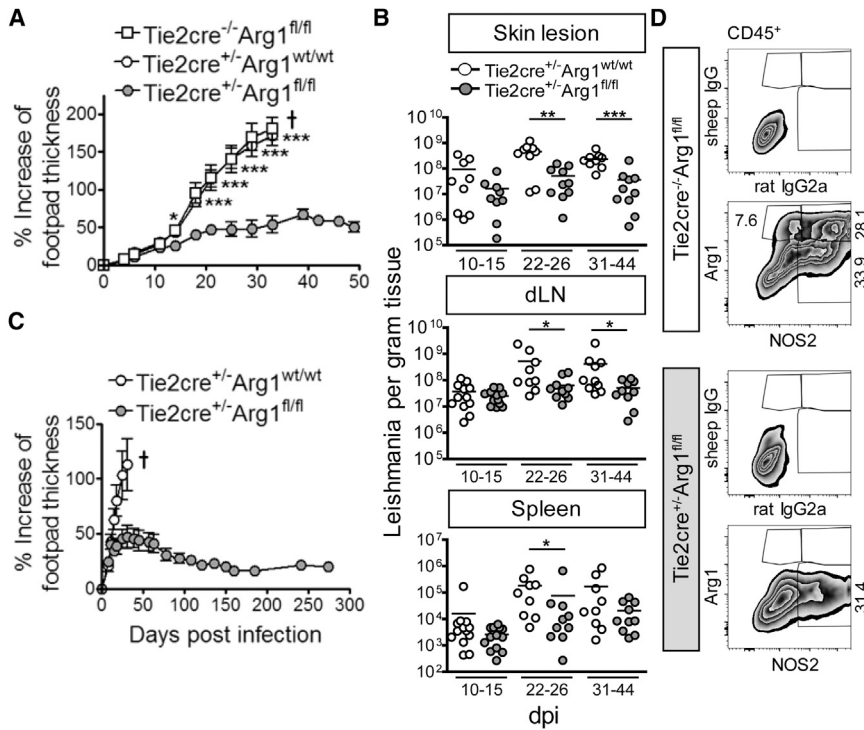 A
Tie2cre-/-Arg1fl/fl
Tie2cre+/-Arg1wt/wt
Tie2cre+/-Arg1fl/fl
% Increase of
footpad thickness
200
150
100
50
0
0 10 20 30 40 50
* *** *** *** *** *** †
C
Tie2cre+/-Arg1wt/wt
Tie2cre+/-Arg1fl/fl
% Increase of
footpad thickness
150
100
50
0
†
0 50 100 150 200 250 300
Days post infection
B
Skin lesion
Tie2cre+/-Arg1wt/wt
Tie2cre+/-Arg1fl/fl
Leishmania per gram tissue
10^10
10^9
10^8
10^7
10^6
10^5
** ***
10-15 22-26 31-44
dLN
10^10
10^9
10^8
10^7
10^6
10^5
* *
10-15 22-26 31-44
Spleen
10^7
10^6
10^5
10^4
10^3
10^2
*
10-15 22-26 31-44
dpi
D
CD45+
Tie2cre-/-Arg1fl/fl
sheep IgG
rat IgG2a
7.6
28.1
33.9
Arg1
NOS2
Tie2cre+/-Arg1fl/fl
sheep IgG
rat IgG2a
Arg1
31.4
NOS2